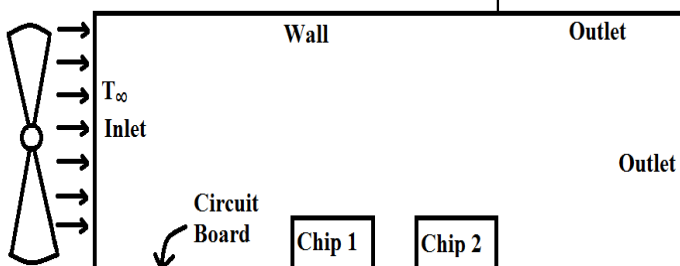 Wall
Outlet
T∞
Inlet
Outlet
Circuit
Board
Chip 1
Chip 2